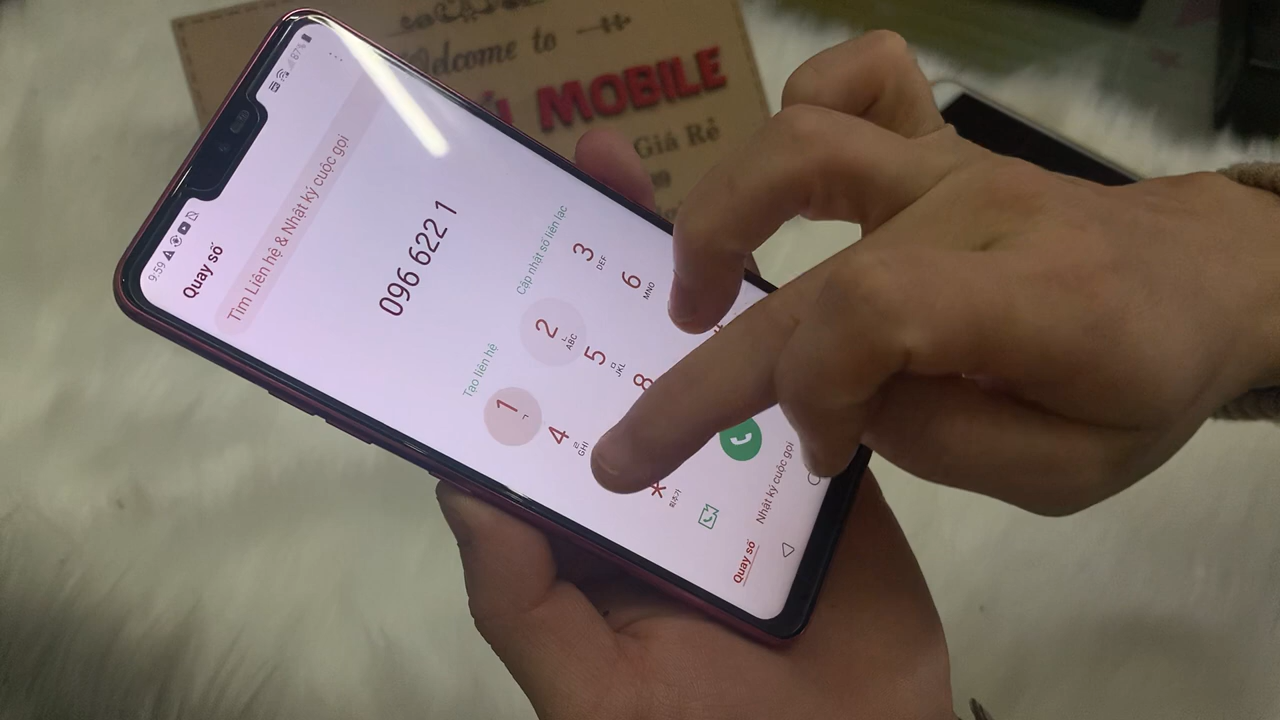 Welcome to
MOBILE
Giá Rẻ
9:59
87%
Quay số
Tìm Liên hệ & Nhật ký cuộc gọi
096 622 1
Tạo liên hệ
Cập nhật số liên lạc
1 ㄱ
2 ㄴ ABC
3 DEF
4 ㄹ GHI
5 ㅁ JKL
6 MNO
8
* 
Quay số
Nhật ký cuộc gọi